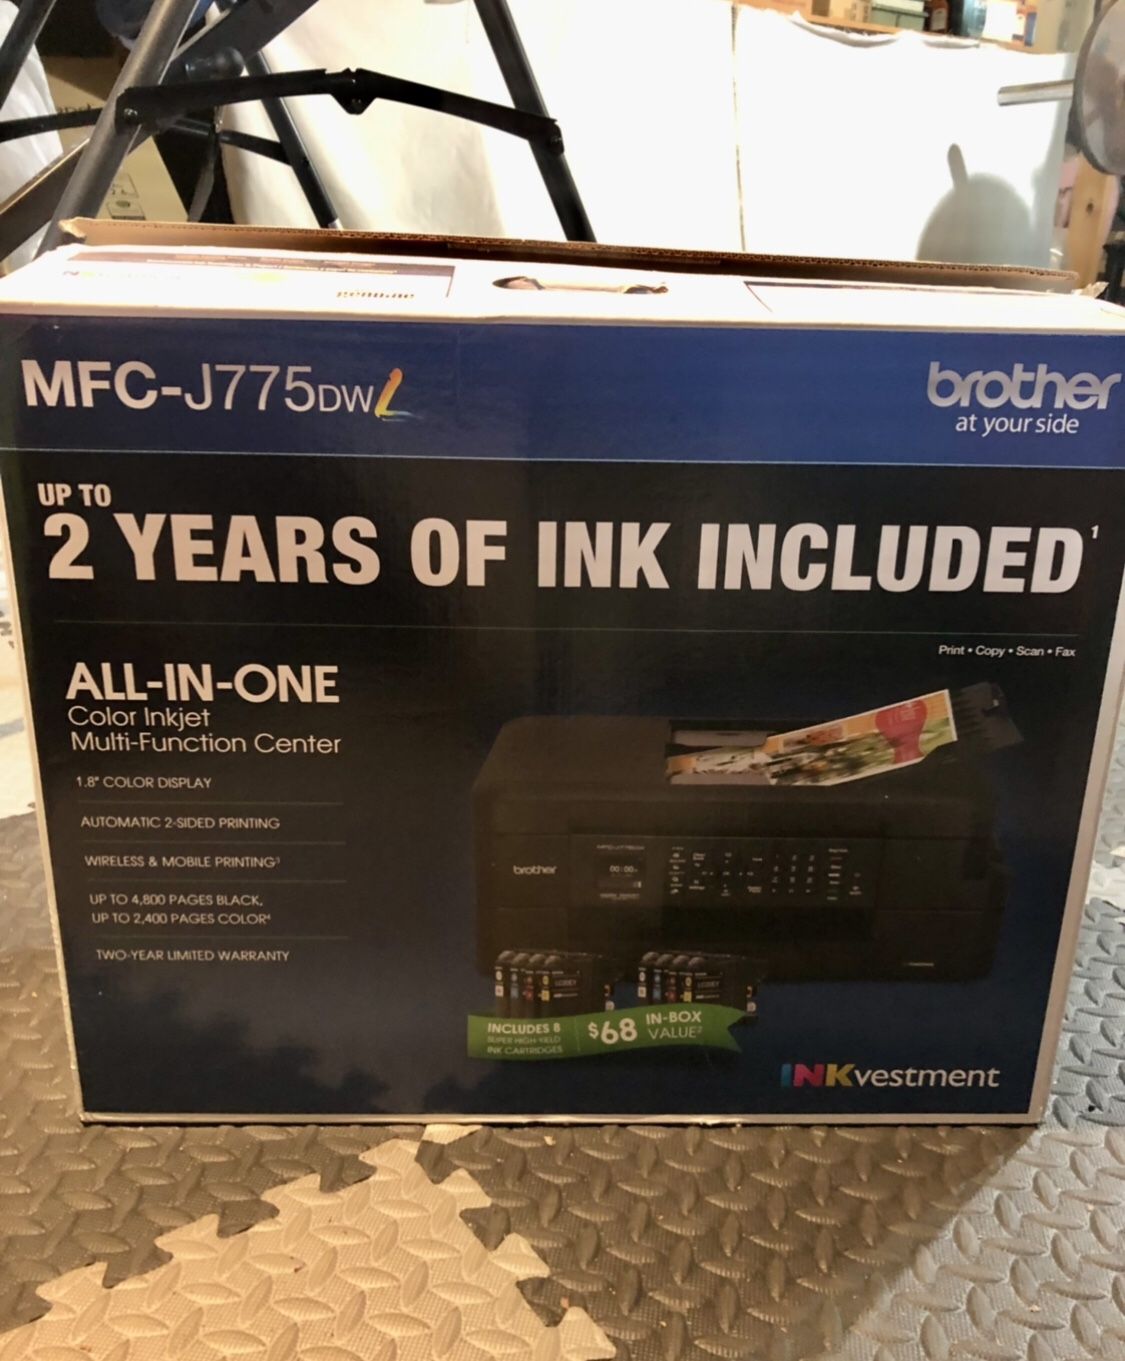 MFC-J775DW
brother
at your side
UP TO
2 YEARS OF INK INCLUDED¹
Print • Copy • Scan • Fax
ALL-IN-ONE
Color Inkjet
Multi-Function Center
1.8" COLOR DISPLAY
AUTOMATIC 2-SIDED PRINTING
WIRELESS & MOBILE PRINTING³
UP TO 4,800 PAGES BLACK,
UP TO 2,400 PAGES COLOR⁴
TWO-YEAR LIMITED WARRANTY
brother
00:00
INCLUDES 8
SUPER HIGH-YIELD
INK CARTRIDGES
$68
IN-BOX
VALUE²
INKvestment